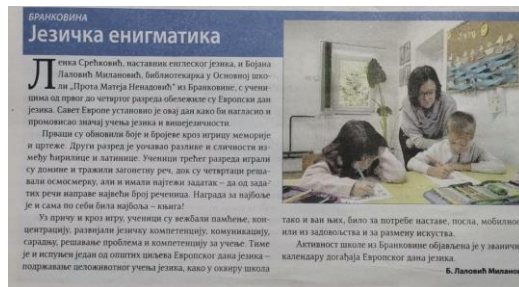 БРАНКОВИНА
Језичка енигматика
Ленка Срећковић, наставник енглеског језика, и Бојана
Лаловић Милановић, библиотекарка у Основној шко-
ли „Прота Матеја Ненадовић” из Бранковине, с учени-
цима од првог до четвртог разреда обележиле су Европски дан
језика. Савет Европе установио је овај дан како би нагласио и
промовисао значај учења језика и вишејезичности.
Прваци су обновили боје и бројеве кроз игрицу меморије
и цртеже. Други разред је уочавао разлике и сличности из-
међу ћирилице и латинице. Ученици трећег разреда играли
су домине и тражили загонетну реч, док су четвртаци реша-
вали осмосмерку, али и имали најтежи задатак – да од зада-
тих речи направе највећи број реченица. Награда за најбоље
је и сама по себи била најбоља – књига!
Уз причу и кроз игру, ученици су вежбали памћење, кон-
центрацију, развијали језичку компетенцију, комуникацију,
сарадњу, решавање проблема и компетенцију за учење. Тиме
је и испуњен један од општих циљева Европског дана језика –
подржавање целоживотног учења језика, како у оквиру школа
тако и ван њих, било за потребе наставе, посла, мобилнос
или из задовољства и за размену искуства.
Активност школе из Бранковине објављена је у званичн
календару догађаја Европског дана језика.
Б. Лаловић Миланов